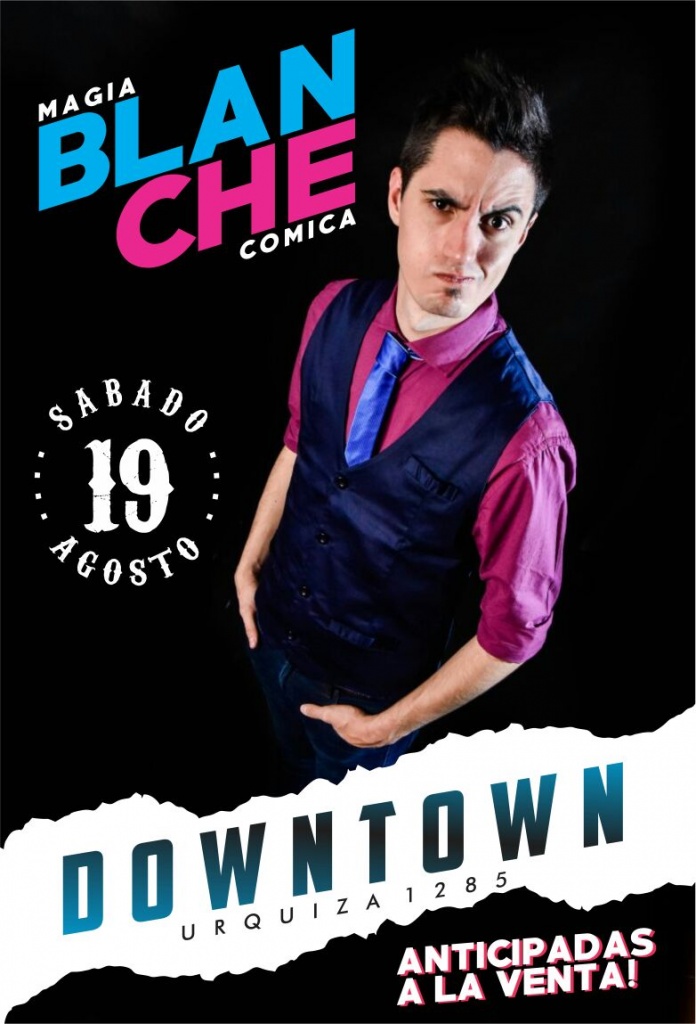 MAGIA
BLAN
CHE
COMICA
SABADO
19
AGOSTO
DOWNTOWN
URQUIZA 1285
ANTICIPADAS
A LA VENTA!